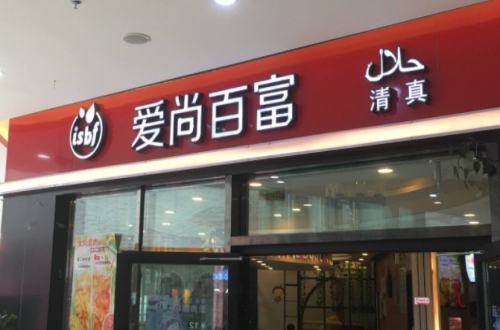 isbf
爱尚百富
حلال
清真